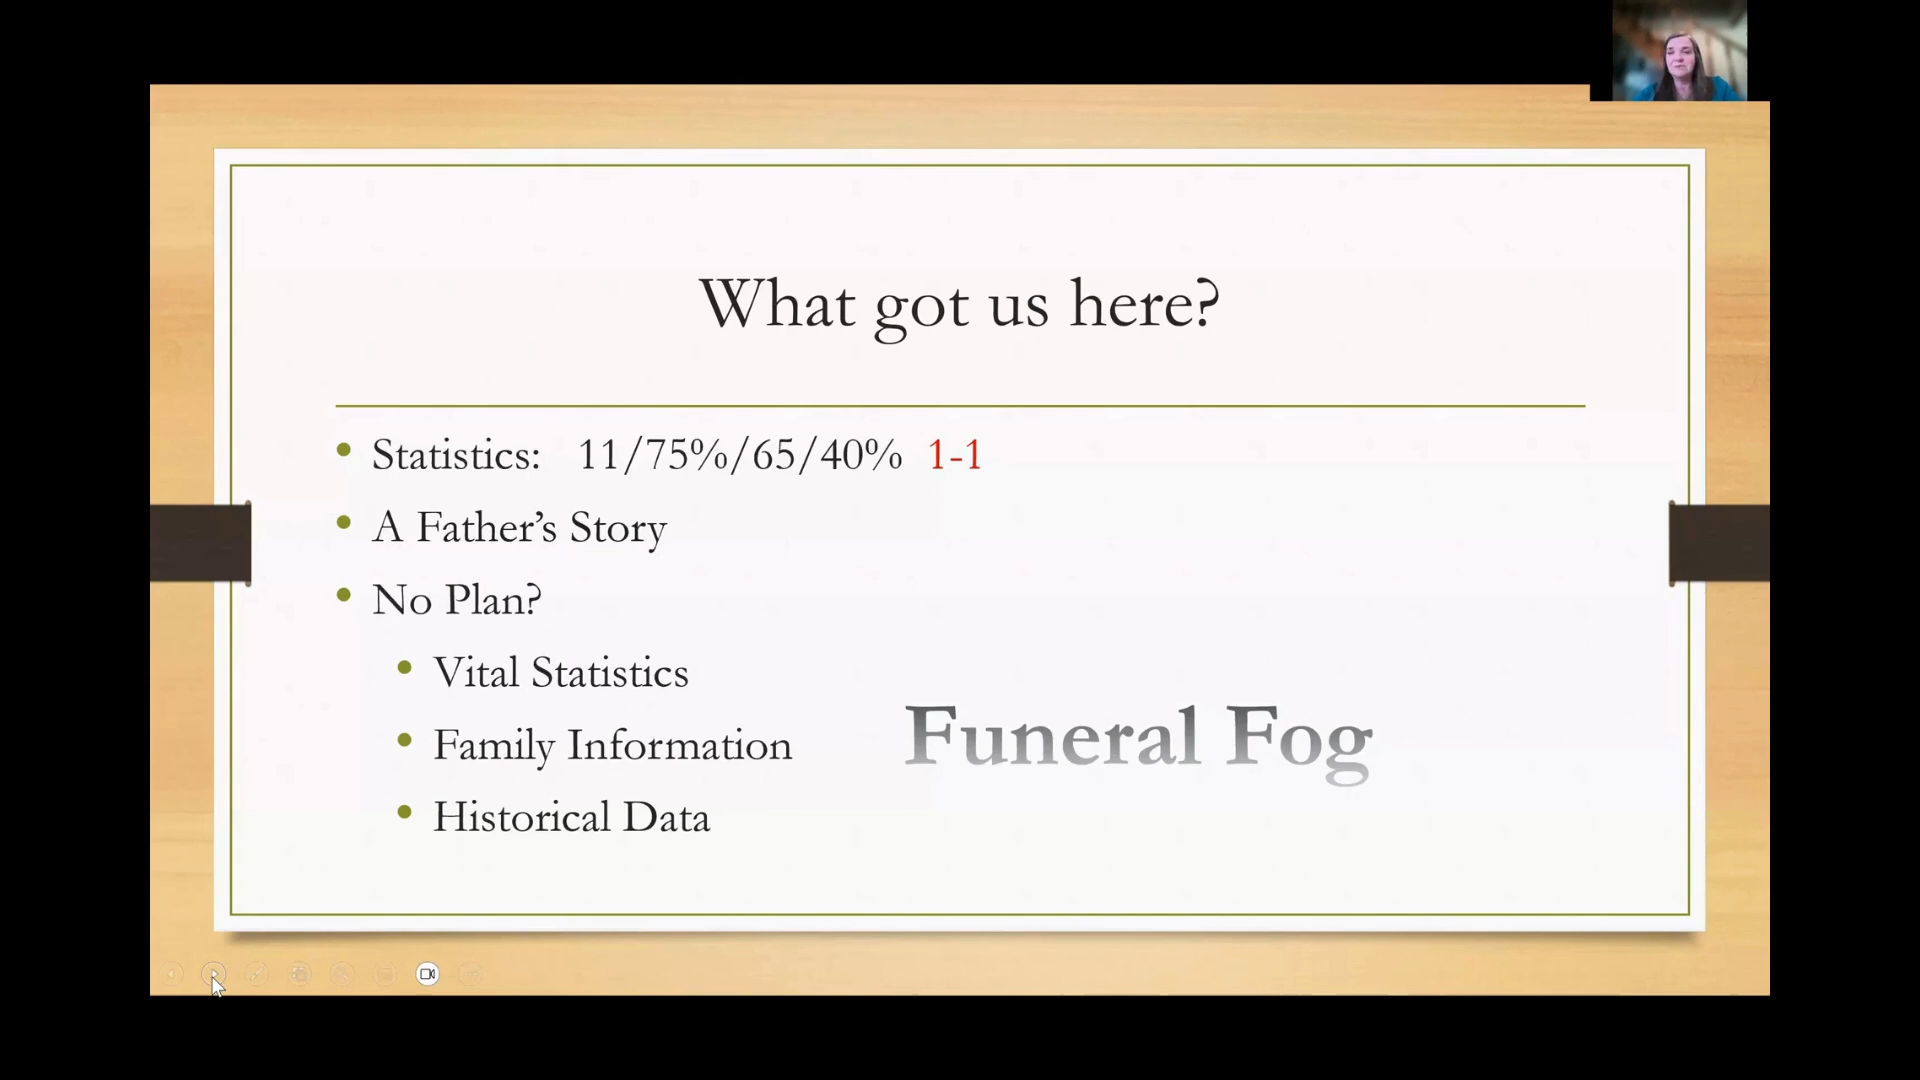 What got us here?
Statistics: 11/75%/65/40% 1-1
A Father’s Story
No Plan?
Vital Statistics
Family Information
Funeral Fog
Historical Data